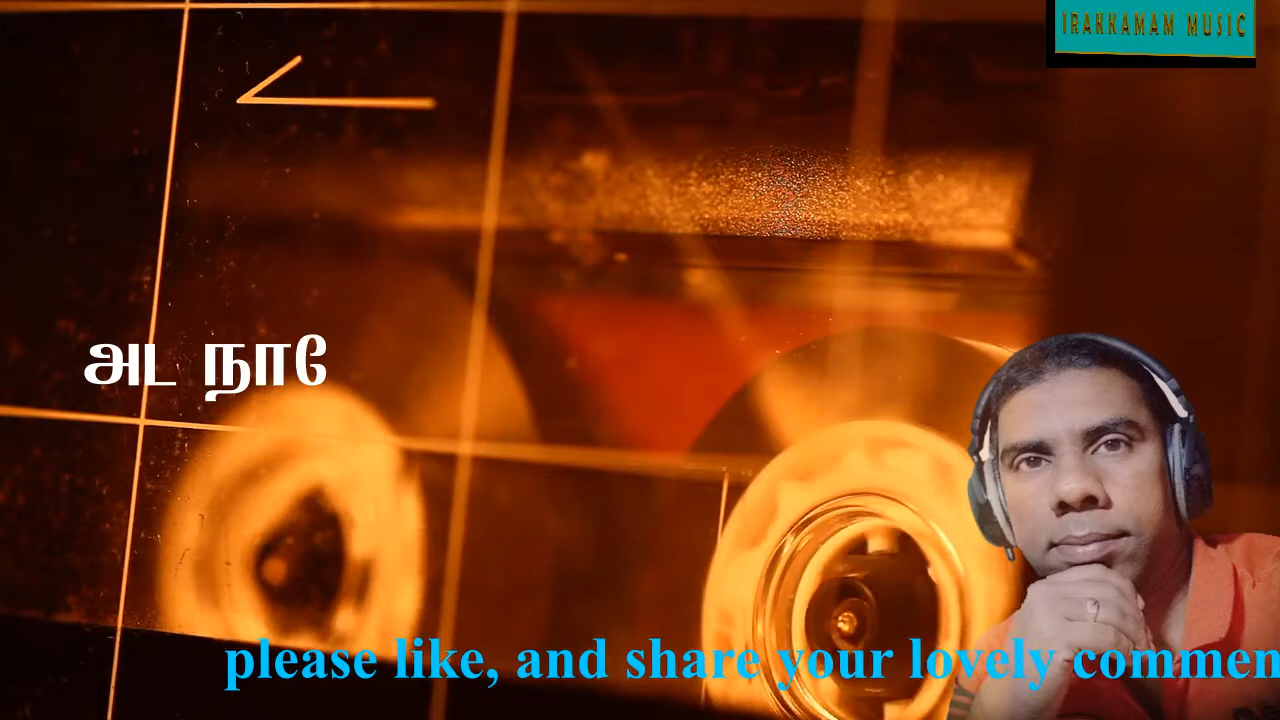 IRAKKAMAM MUSIC
அட நாடே
please like, and share your lovely commen